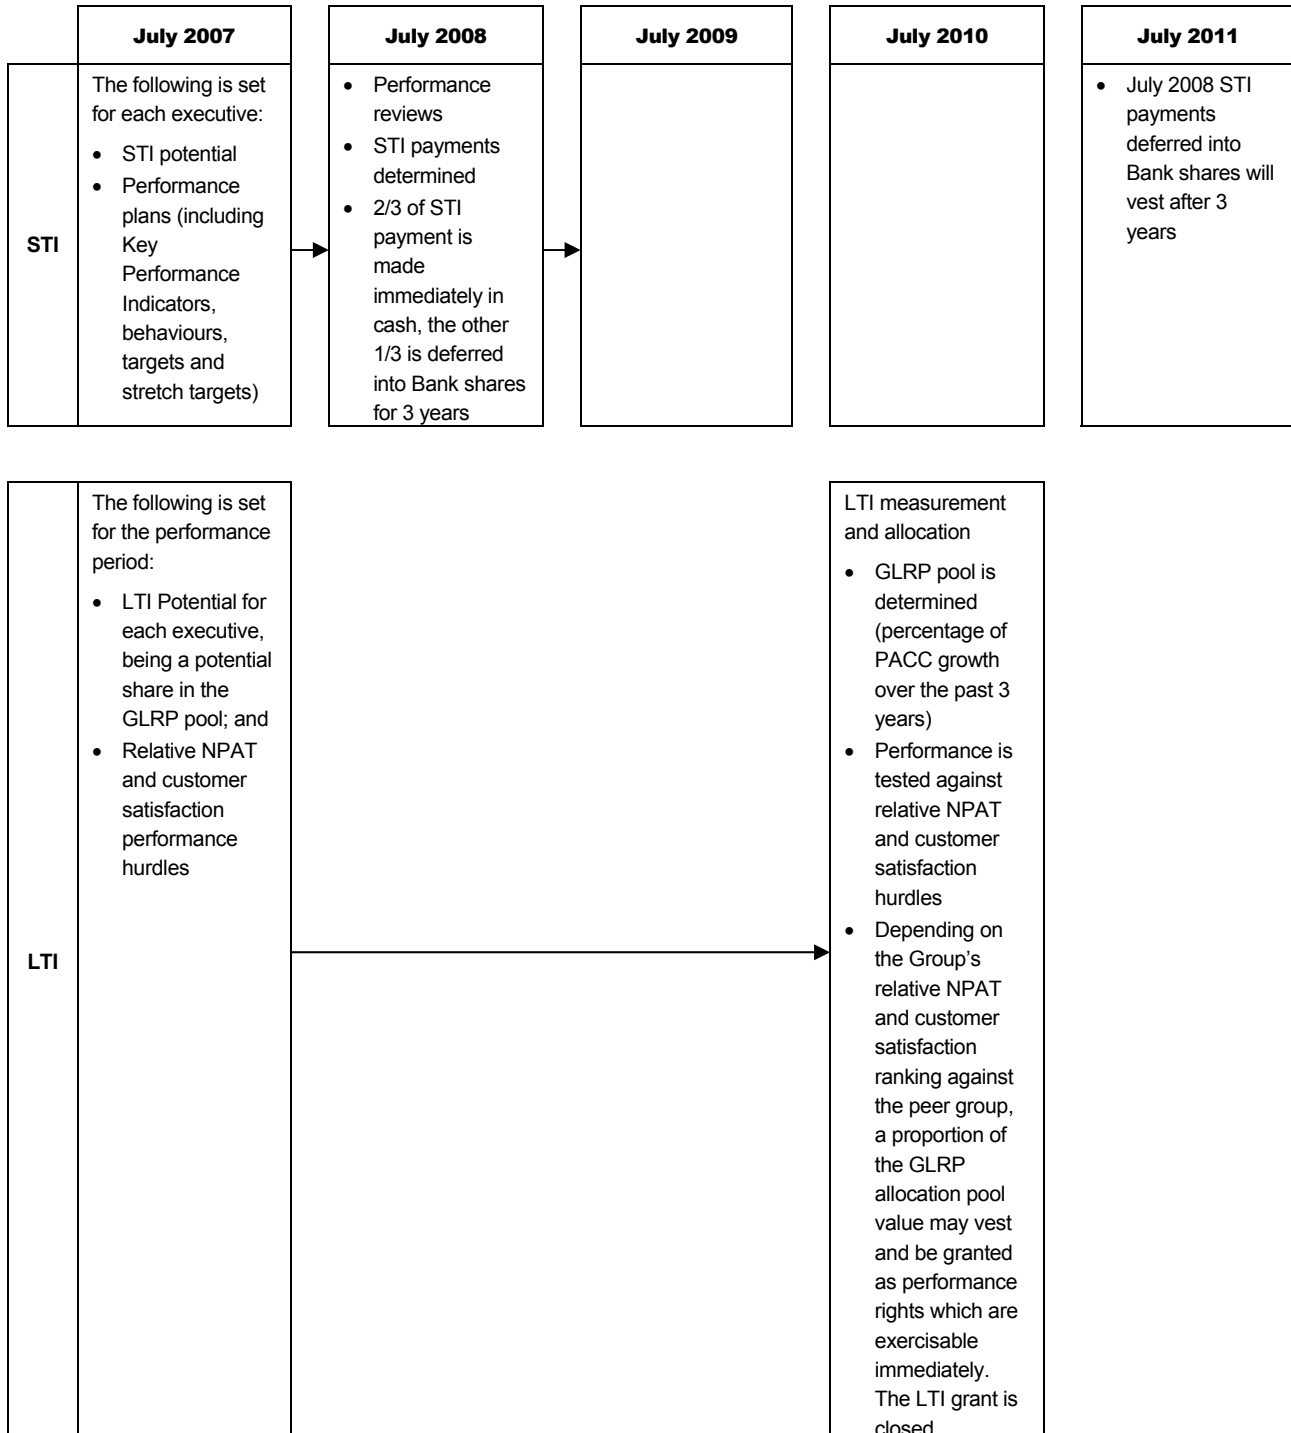 July 2007
July 2008
July 2009
July 2010
July 2011
STI
The following is set
for each executive:
• STI potential
• Performance
plans (including
Key
Performance
Indicators,
behaviours,
targets and
stretch targets)
• Performance
reviews
• STI payments
determined
• 2/3 of STI
payment is
made
immediately in
cash, the other
1/3 is deferred
into Bank shares
for 3 years
• July 2008 STI
payments
deferred into
Bank shares will
vest after 3
years
LTI
The following is set
for the performance
period:
• LTI Potential for
each executive,
being a potential
share in the
GLRP pool; and
• Relative NPAT
and customer
satisfaction
performance
hurdles
LTI measurement
and allocation
• GLRP pool is
determined
(percentage of
PACC growth
over the past 3
years)
• Performance is
tested against
relative NPAT
and customer
satisfaction
hurdles
• Depending on
the Group’s
relative NPAT
and customer
satisfaction
ranking against
the peer group,
a proportion of
the GLRP
allocation pool
value may vest
and be granted
as performance
rights which are
exercisable
immediately.
The LTI grant is
closed